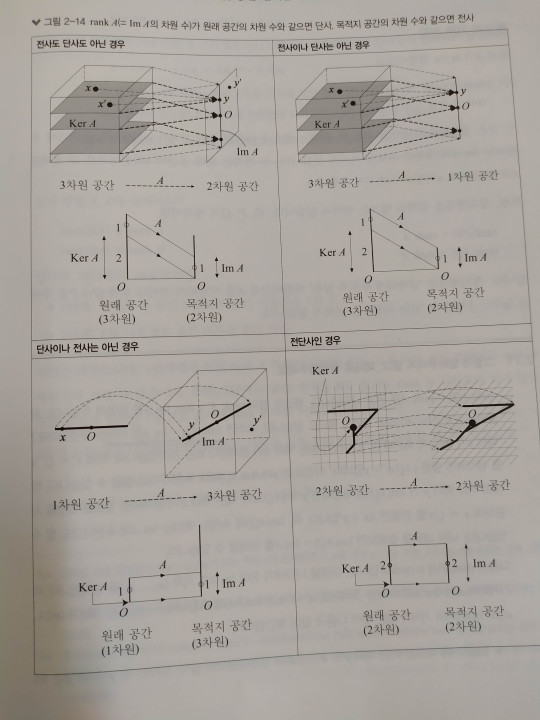 그림 2-14 rank A(= Im A의 차원 수)가 원래 공간의 차원 수와 같으면 단사, 목적지 공간의 차원 수와 같으면 전사
전사도 단사도 아닌 경우
x
x'
Ker A
y'
y
O
Im A
3차원 공간 A 2차원 공간
1
A
Ker A
2
1
Im A
O
O
원래 공간
(3차원)
목적지 공간
(2차원)
전사이나 단사는 아닌 경우
x
x'
Ker A
y
O
3차원 공간 A 1차원 공간
1
A
Ker A
2
1
Im A
O
O
원래 공간
(3차원)
목적지 공간
(2차원)
단사이나 전사는 아닌 경우
x
O
y
O
Im A
y'
1차원 공간 A 3차원 공간
A
Ker A
1
1
Im A
O
O
원래 공간
(1차원)
목적지 공간
(3차원)
전단사인 경우
Ker A
O
O
2차원 공간 A 2차원 공간
A
Ker A
2
2
Im A
O
O
원래 공간
(2차원)
목적지 공간
(2차원)